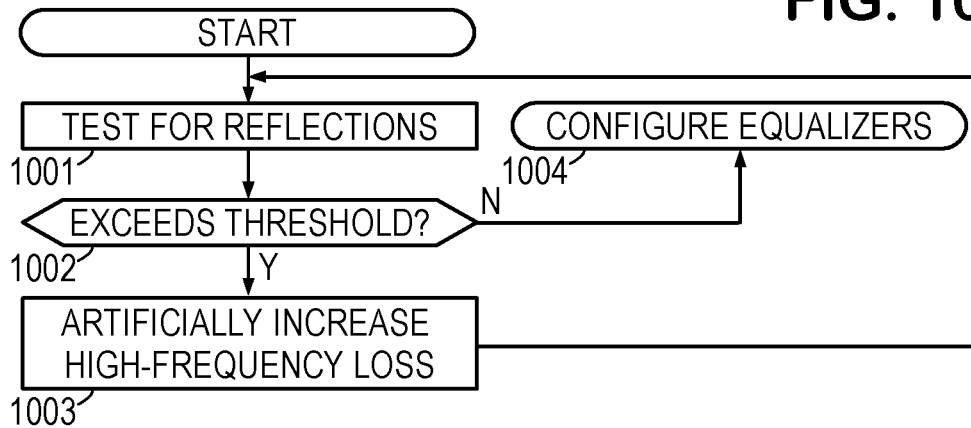 FIG. 10
START
TEST FOR REFLECTIONS
CONFIGURE EQUALIZERS
1001
1004
EXCEEDS THRESHOLD?
N
1002
Y
ARTIFICIALLY INCREASE
HIGH-FREQUENCY LOSS
1003